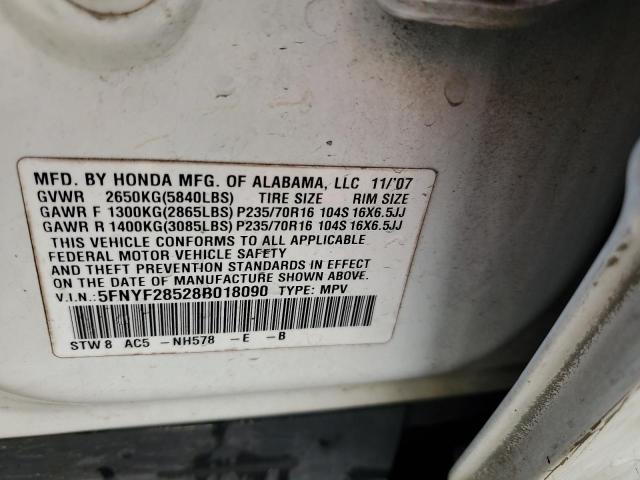 MFD. BY HONDA MFG. OF ALABAMA, LLC 11/'07
GVWR 2650KG(5840LBS) TIRE SIZE RIM SIZE
GAWR F 1300KG(2865LBS) P235/70R16 104S 16X6.5JJ
GAWR R 1400KG(3085LBS) P235/70R16 104S 16X6.5JJ
THIS VEHICLE CONFORMS TO ALL APPLICABLE
FEDERAL MOTOR VEHICLE SAFETY
AND THEFT PREVENTION STANDARDS IN EFFECT
ON THE DATE OF MANUFACTURE SHOWN ABOVE.
V.I.N.: 5FNYF28528B018090 TYPE: MPV
STW8 AC5 -NH578 -E -B